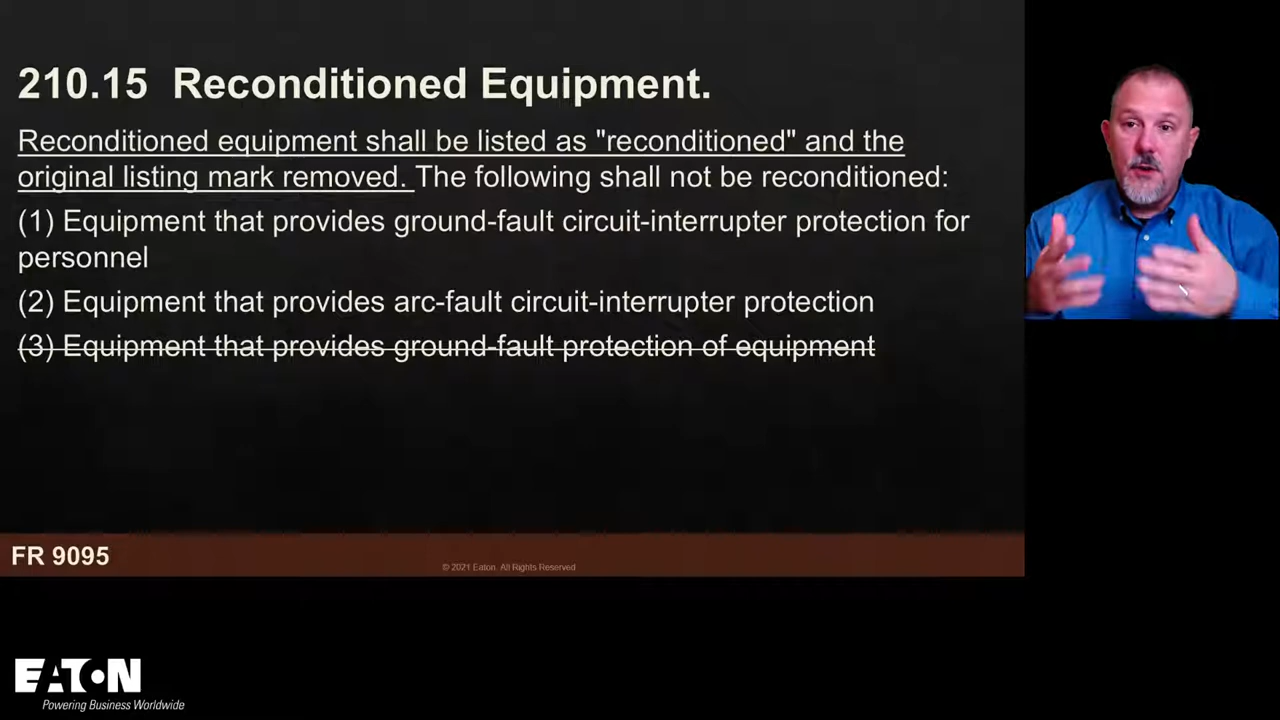 210.15 Reconditioned Equipment.
Reconditioned equipment shall be listed as "reconditioned" and the
original listing mark removed. The following shall not be reconditioned:
(1) Equipment that provides ground-fault circuit-interrupter protection for
personnel
(2) Equipment that provides arc-fault circuit-interrupter protection
(3) Equipment that provides ground-fault protection of equipment
FR 9095
© 2021 Eaton. All Rights Reserved
EATON
Powering Business Worldwide